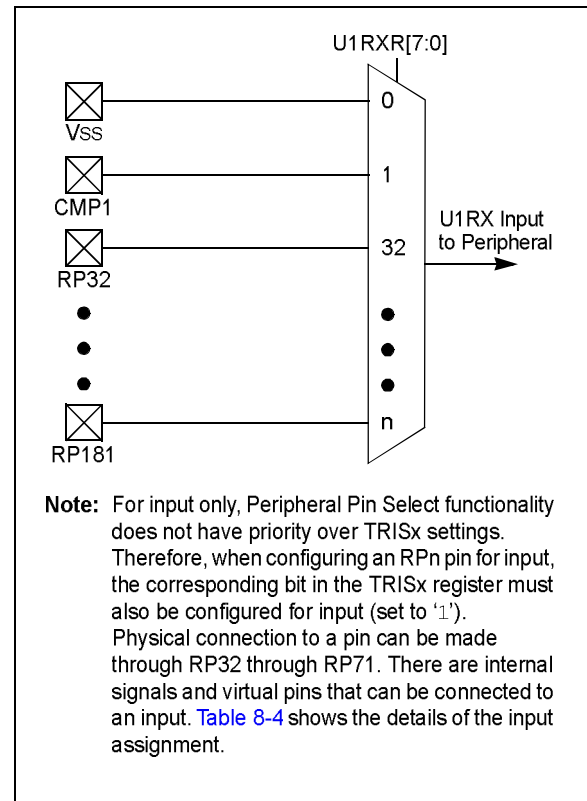 U1RXR[7:0]
0
VSS
1
CMP1
U1RX Input
to Peripheral
32
RP32
n
RP181
Note: For input only, Peripheral Pin Select functionality
does not have priority over TRISx settings.
Therefore, when configuring an RPn pin for input,
the corresponding bit in the TRISx register must
also be configured for input (set to ‘1’).
Physical connection to a pin can be made
through RP32 through RP71. There are internal
signals and virtual pins that can be connected to
an input. Table 8-4 shows the details of the input
assignment.